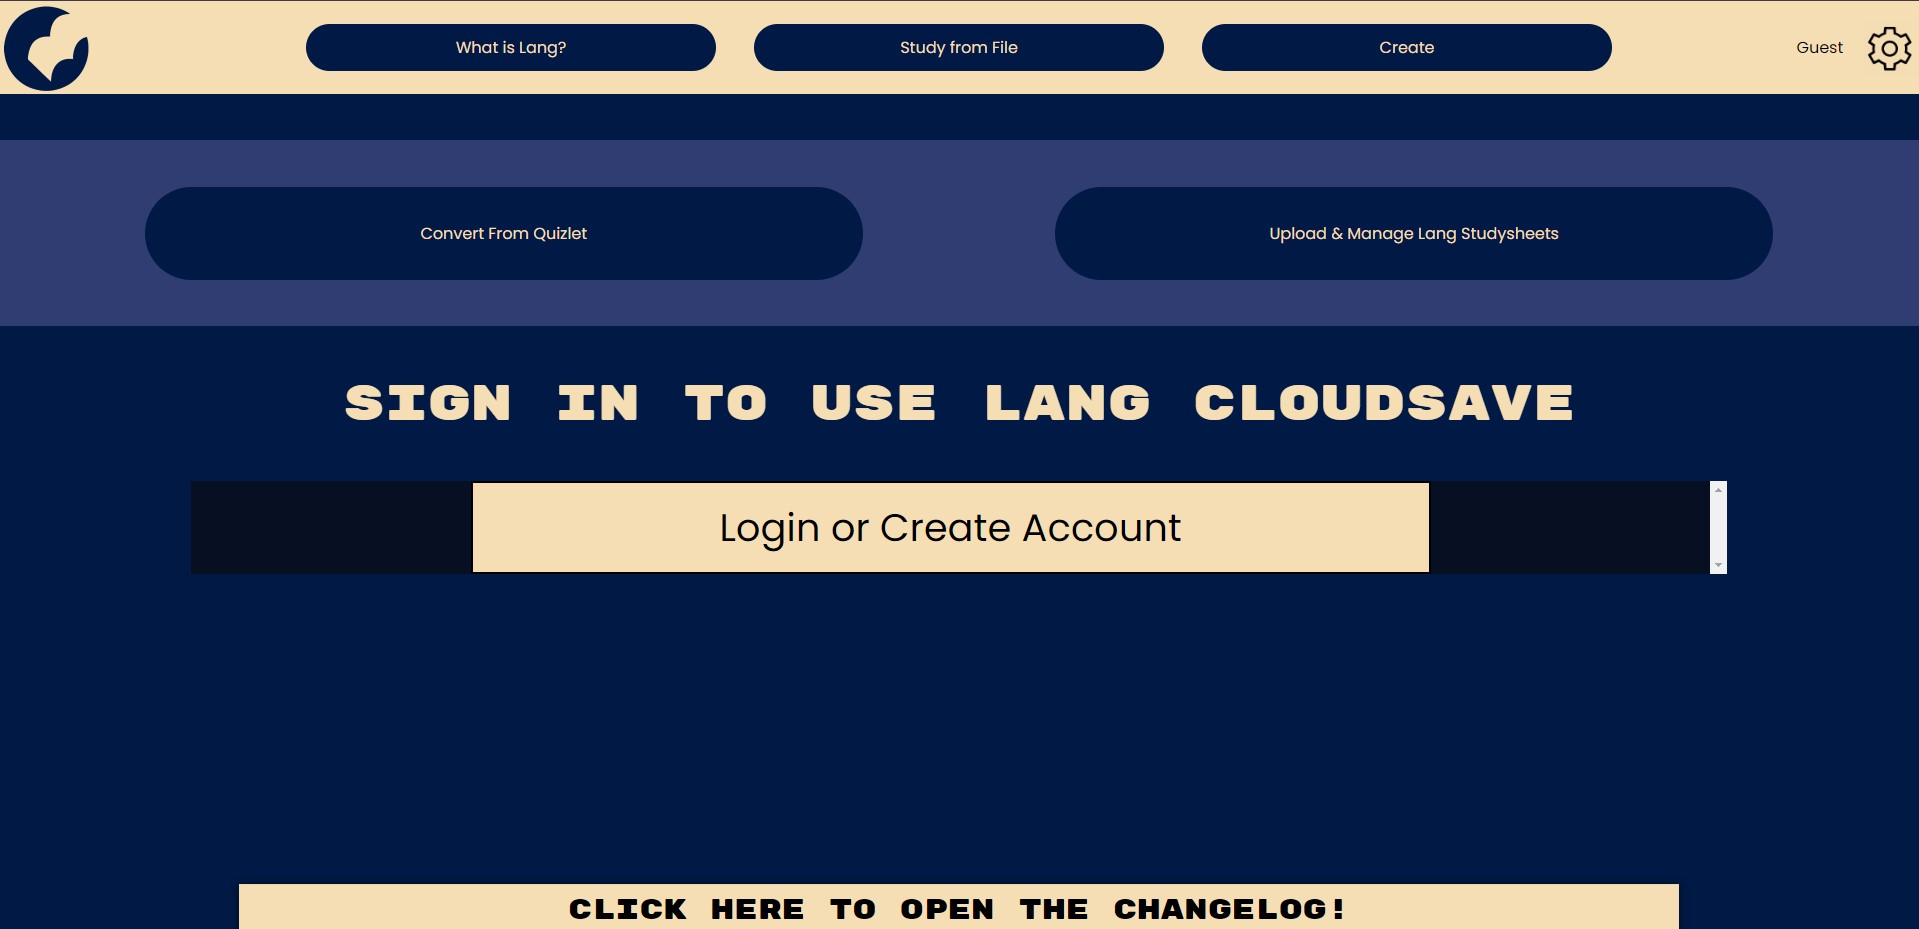 What is Lang?
Study from File
Create
Guest
Convert From Quizlet
Upload & Manage Lang Studysheets
SIGN IN TO USE LANG CLOUDSAVE
Login or Create Account
CLICK HERE TO OPEN THE CHANGELOG!